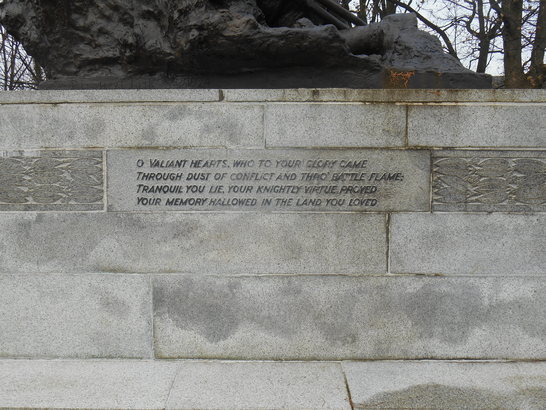 O VALIANT HEARTS, WHO TO YOUR GLORY CAME
THROUGH DUST OF CONFLICT AND THRO' BATTLE FLAME;
TRANQUIL YOU LIE, YOUR KNIGHTLY VIRTUE PROVED
YOUR MEMORY HALLOWED IN THE LAND YOU LOVED